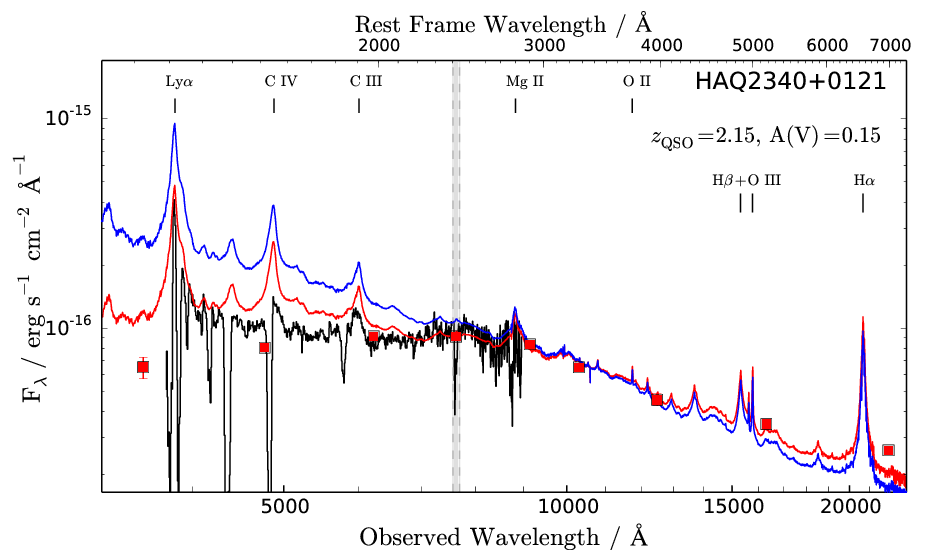 Rest Frame Wavelength / Å
2000 3000 4000 5000 6000 7000
Lyα C IV C III Mg II O II HAQ2340+0121
10⁻¹⁵
z_QSO=2.15, A(V)=0.15
Hβ+O III Hα
F_λ / erg s⁻¹ cm⁻² Å⁻¹
10⁻¹⁶
5000 10000 15000 20000
Observed Wavelength / Å